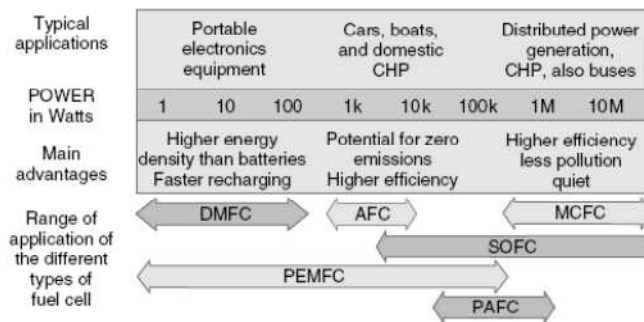 Typical
applications
Portable
electronics
equipment
Cars, boats,
and domestic
CHP
Distributed power
generation,
CHP, also buses
POWER
in Watts
1 10 100 1k 10k 100k 1M 10M
Main
advantages
Higher energy
density than batteries
Faster recharging
Potential for zero
emissions
Higher efficiency
Higher efficiency
less pollution
quiet
Range of
application of
the different
types of
fuel cell
DMFC AFC MCFC
SOFC
PEMFC
PAFC